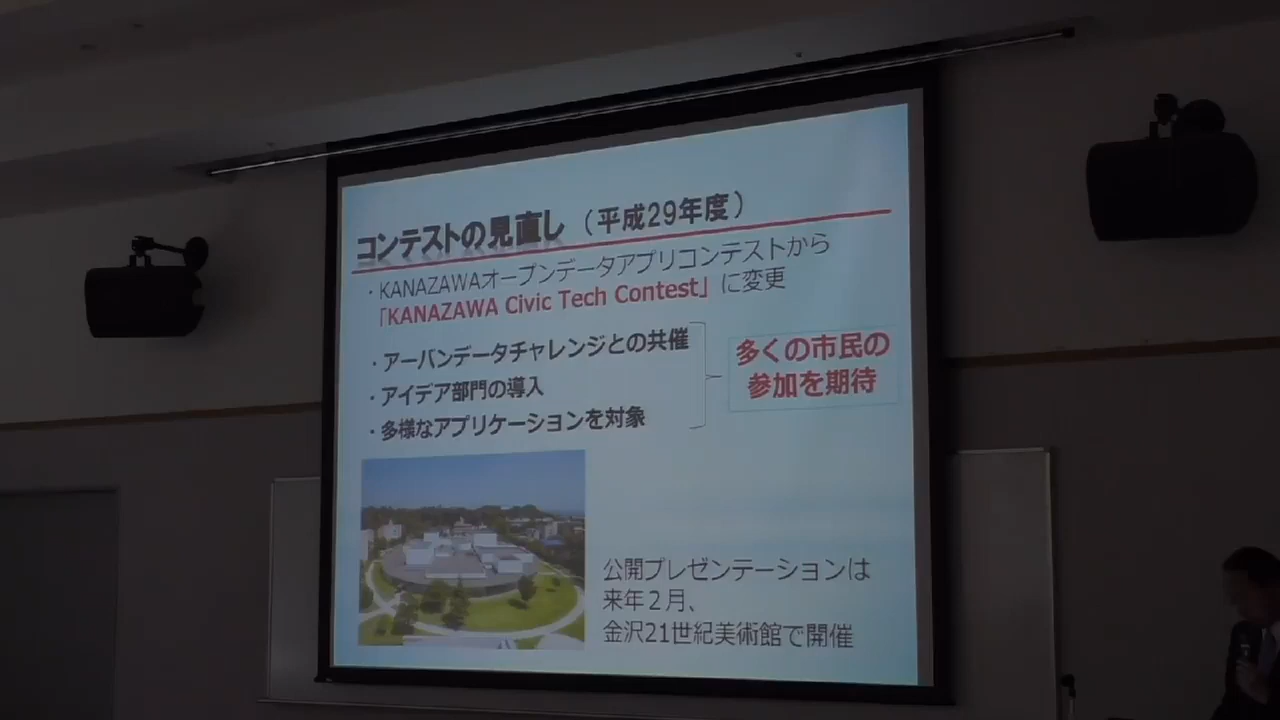 コンテストの見直し（平成29年度）
・KANAZAWAオープンデータアプリコンテストから
「KANAZAWA Civic Tech Contest」に変更
・アーバンデータチャレンジとの共催
・アイデア部門の導入
・多様なアプリケーションを対象
多くの市民の
参加を期待
公開プレゼンテーションは
来年２月、
金沢21世紀美術館で開催